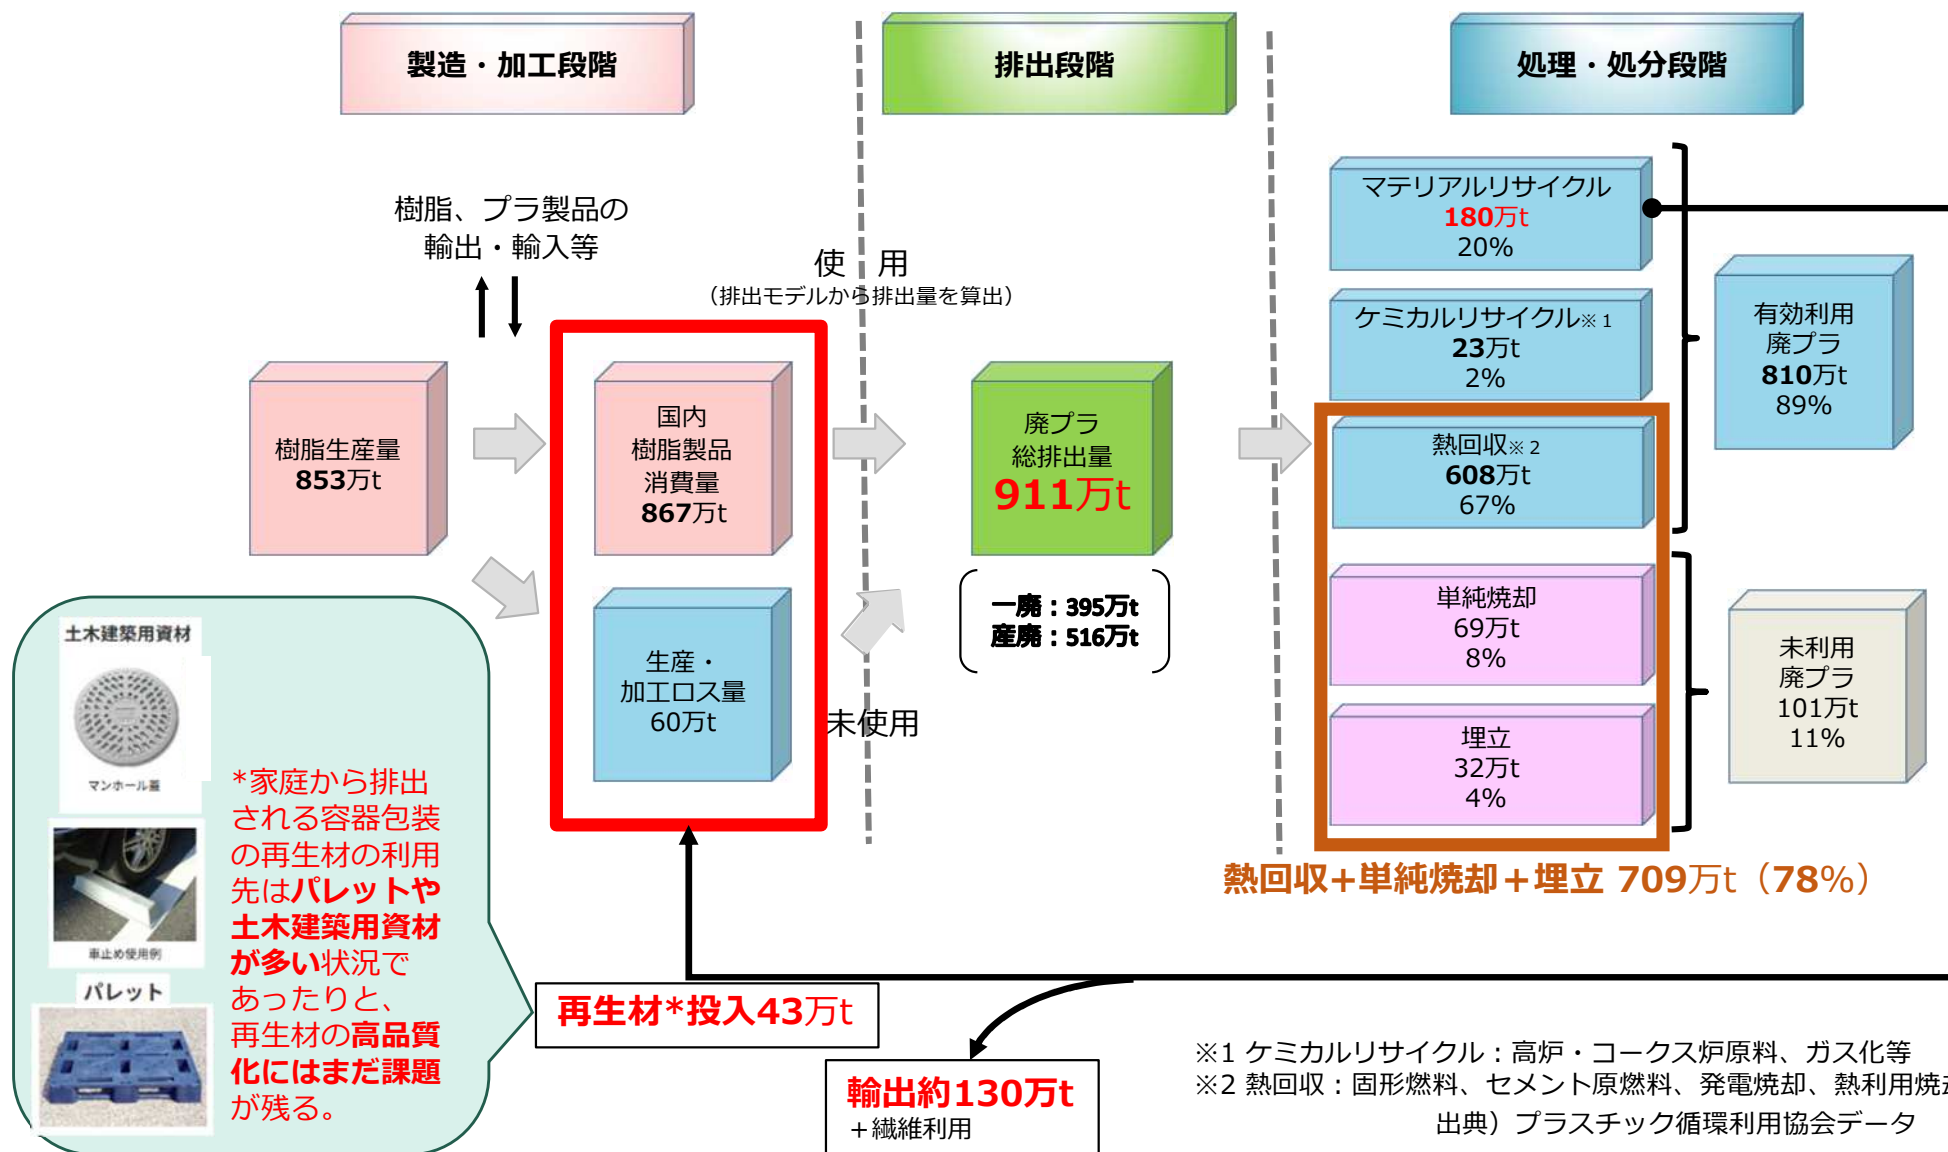 製造・加工段階
排出段階
処理・処分段階
樹脂、プラ製品の
輸出・輸入等
使 用
（排出モデルから排出量を算出）
樹脂生産量
853万t
国内
樹脂製品
消費量
867万t
生産・
加工ロス量
60万t
未使用
廃プラ
総排出量
911万t
一廃：395万t
産廃：516万t
マテリアルリサイクル
180万t
20%
ケミカルリサイクル※1
23万t
2%
熱回収※2
608万t
67%
単純焼却
69万t
8%
埋立
32万t
4%
有効利用
廃プラ
810万t
89%
未利用
廃プラ
101万t
11%
熱回収+単純焼却＋埋立 709万t（78%）
土木建築用資材
マンホール蓋
車止め使用例
パレット
*家庭から排出
される容器包装
の再生材の利用
先はパレットや
土木建築用資材
が多い状況で
あったりと、
再生材の高品質
化にはまだ課題
が残る。
再生材*投入43万t
輸出約130万t
＋繊維利用
※1 ケミカルリサイクル：高炉・コークス炉原料、ガス化等
※2 熱回収：固形燃料、セメント原燃料、発電焼却、熱利用焼却
出典）プラスチック循環利用協会データ